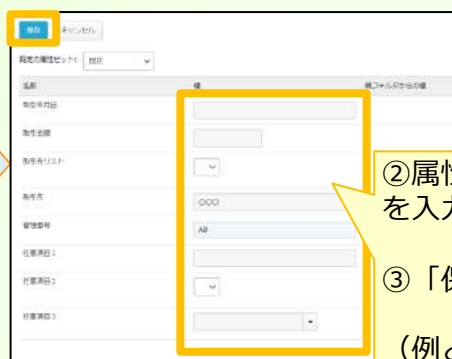 保存 キャンセル
既定の属性セット: 既定
名前 値 親フォルダからの値
取引年月日
取引金額
取引先リスト
取引先 〇〇〇
管理番号 AB
任意項目1
任意項目2
任意項目3
②属性
を入力
③「保
（例